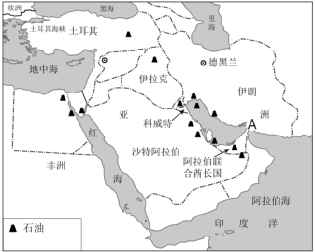 欧洲
黑海
里海
土耳其海峡
土耳其
地中海
德黑兰
伊拉克
伊朗
亚
洲
科威特
A
红
海
非洲
沙特阿拉伯
阿拉伯联
合酋长国
阿拉伯海
石油
印度洋